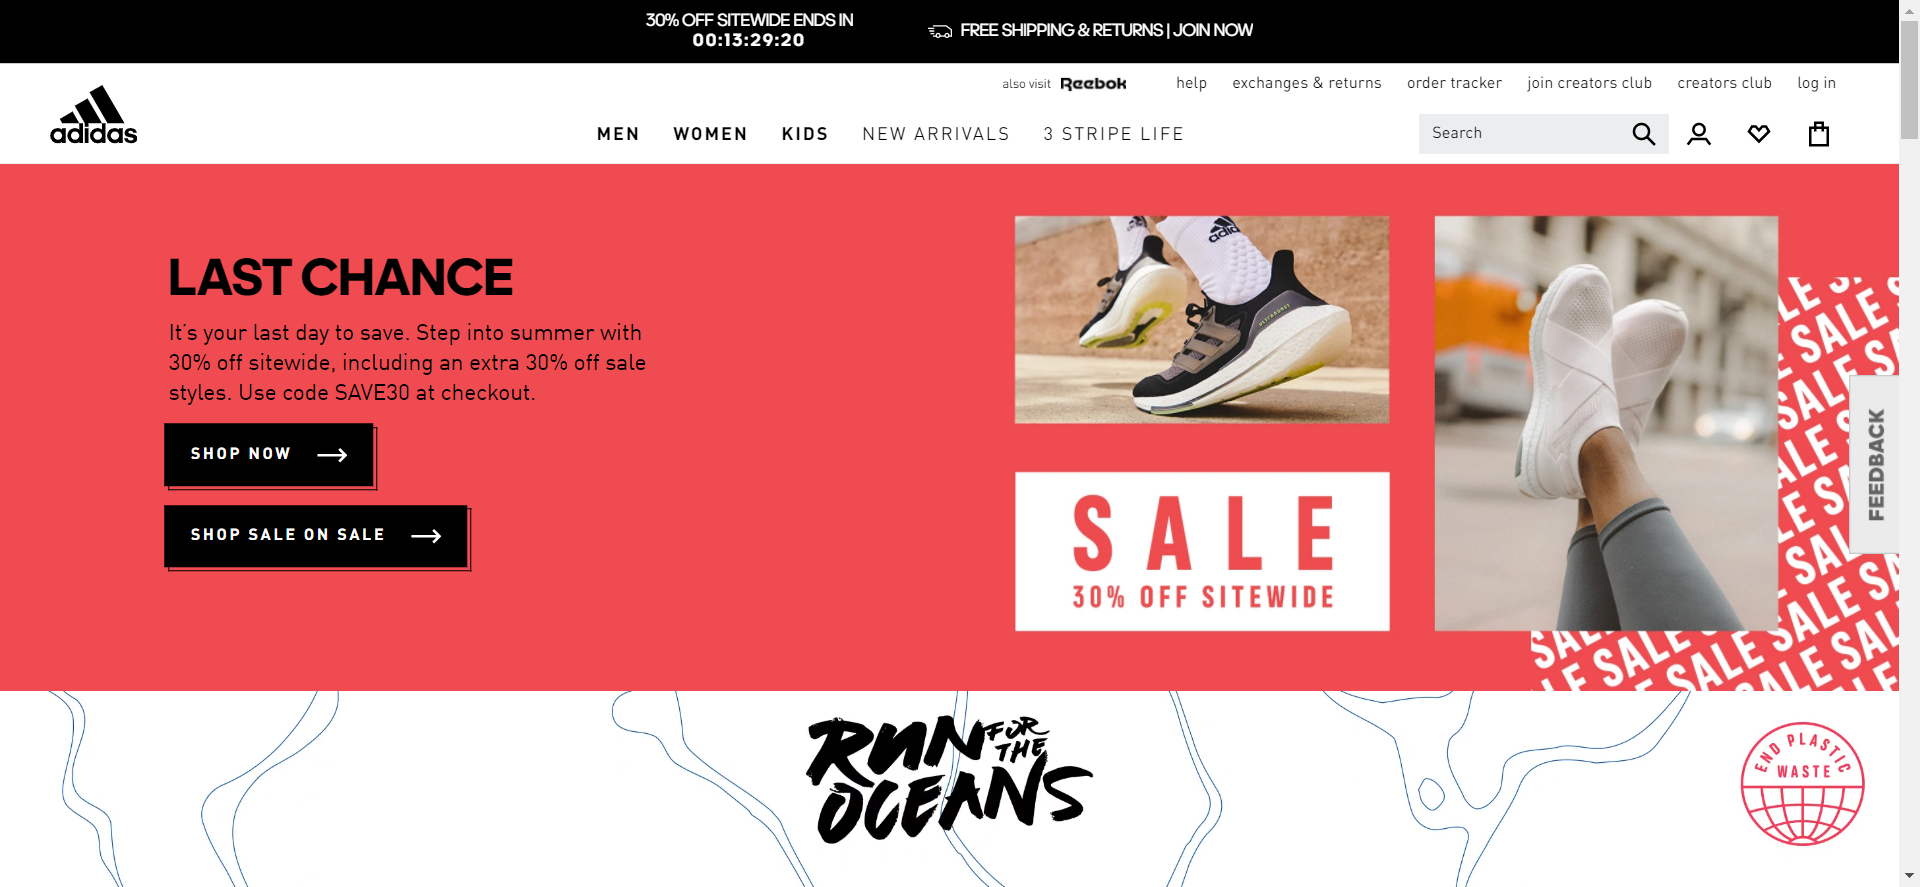 30% OFF SITEWIDE ENDS IN
00:13:29:20
FREE SHIPPING & RETURNS | JOIN NOW
also visit Reebok
help
exchanges & returns
order tracker
join creators club
creators club
log in
adidas
MEN
WOMEN
KIDS
NEW ARRIVALS
3 STRIPE LIFE
Search
LAST CHANCE
It's your last day to save. Step into summer with
30% off sitewide, including an extra 30% off sale
styles. Use code SAVE30 at checkout.
SHOP NOW
SHOP SALE ON SALE
SALE
30% OFF SITEWIDE
SALE SALE SALE
FEEDBACK
RUN FOR THE
OCEANS
END PLASTIC
WASTE